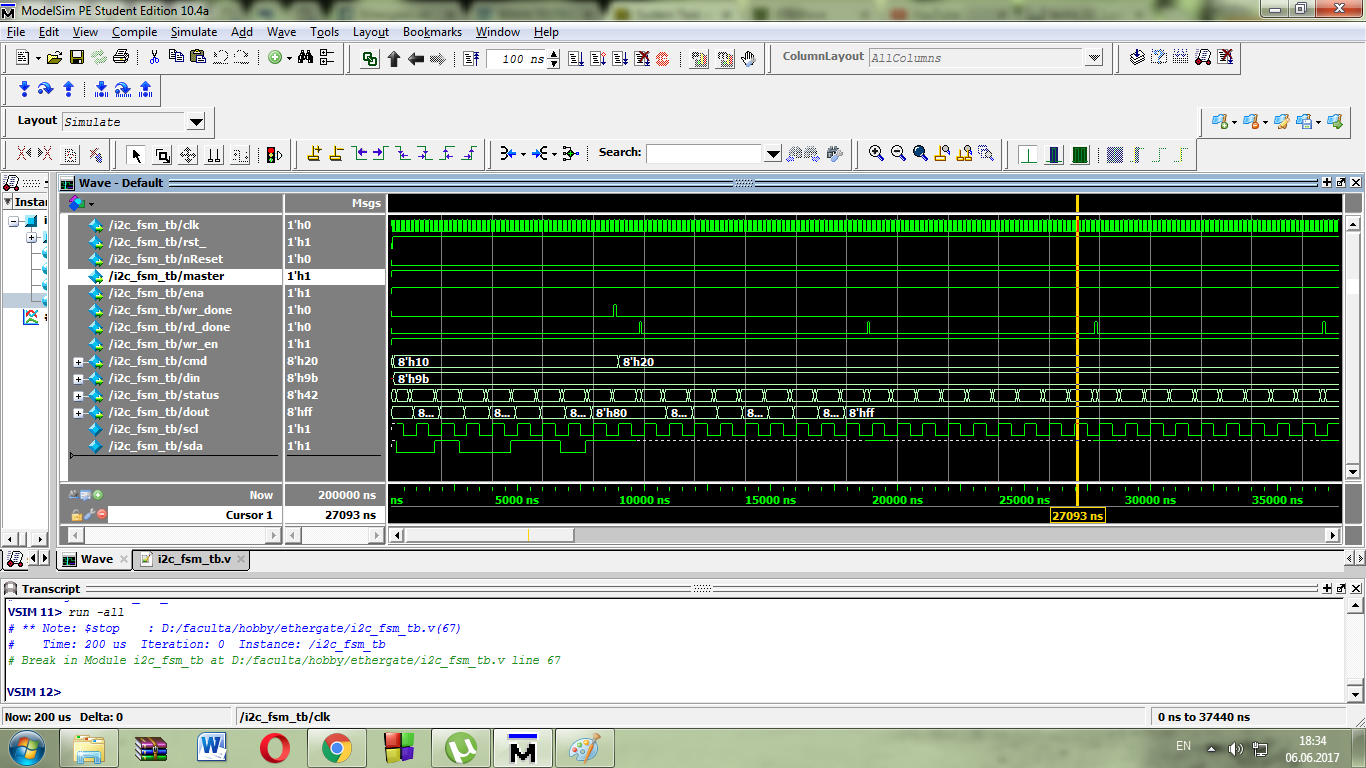 ModelSim PE Student Edition 10.4a
File Edit View Compile Simulate Add Wave Tools Layout Bookmarks Window Help
100 ns
ColumnLayout AllColumns
Layout Simulate
Search:
Wave - Default
Instar
Msgs
/i2c_fsm_tb/clk 1'h0
/i2c_fsm_tb/rst_ 1'h1
/i2c_fsm_tb/nReset 1'h0
/i2c_fsm_tb/master 1'h1
/i2c_fsm_tb/ena 1'h1
/i2c_fsm_tb/wr_done 1'h0
/i2c_fsm_tb/rd_done 1'h0
/i2c_fsm_tb/wr_en 1'h1
/i2c_fsm_tb/cmd 8'h20 8'h10 8'h20
/i2c_fsm_tb/din 8'h9b 8'h9b
/i2c_fsm_tb/status 8'h42
/i2c_fsm_tb/dout 8'hff 8... 8... 8... 8'h80 8... 8... 8... 8'hff
/i2c_fsm_tb/scl 1'h1
/i2c_fsm_tb/sda 1'h1
Now 200000 ns ns 5000 ns 10000 ns 15000 ns 20000 ns 25000 ns 30000 ns 35000 ns
Cursor 1 27093 ns 27093 ns
Wave i2c_fsm_tb.v
Transcript
VSIM 11> run -all
# ** Note: $stop : D:/faculta/hobby/ethergate/i2c_fsm_tb.v(67)
# Time: 200 us Iteration: 0 Instance: /i2c_fsm_tb
# Break in Module i2c_fsm_tb at D:/faculta/hobby/ethergate/i2c_fsm_tb.v line 67
VSIM 12>
Now: 200 us Delta: 0 /i2c_fsm_tb/clk 0 ns to 37440 ns
EN 18:34
06.06.2017